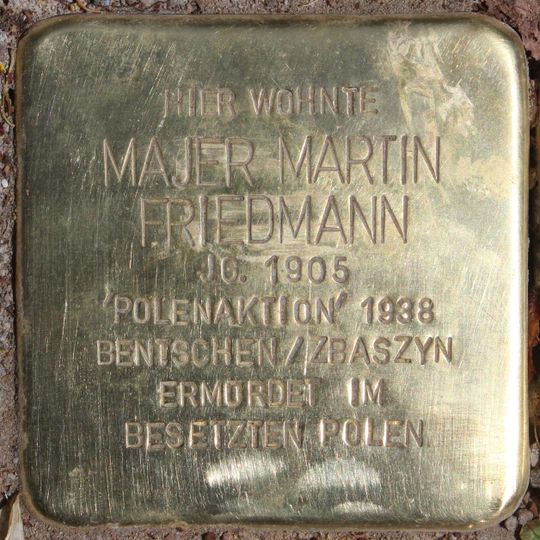 HIER WOHNTE
MAJER MARTIN
FRIEDMANN
JG. 1905
'POLENAKTION' 1938
BENTSCHEN/ZBASZYN
ERMORDET IM
BESETZTEN POLEN